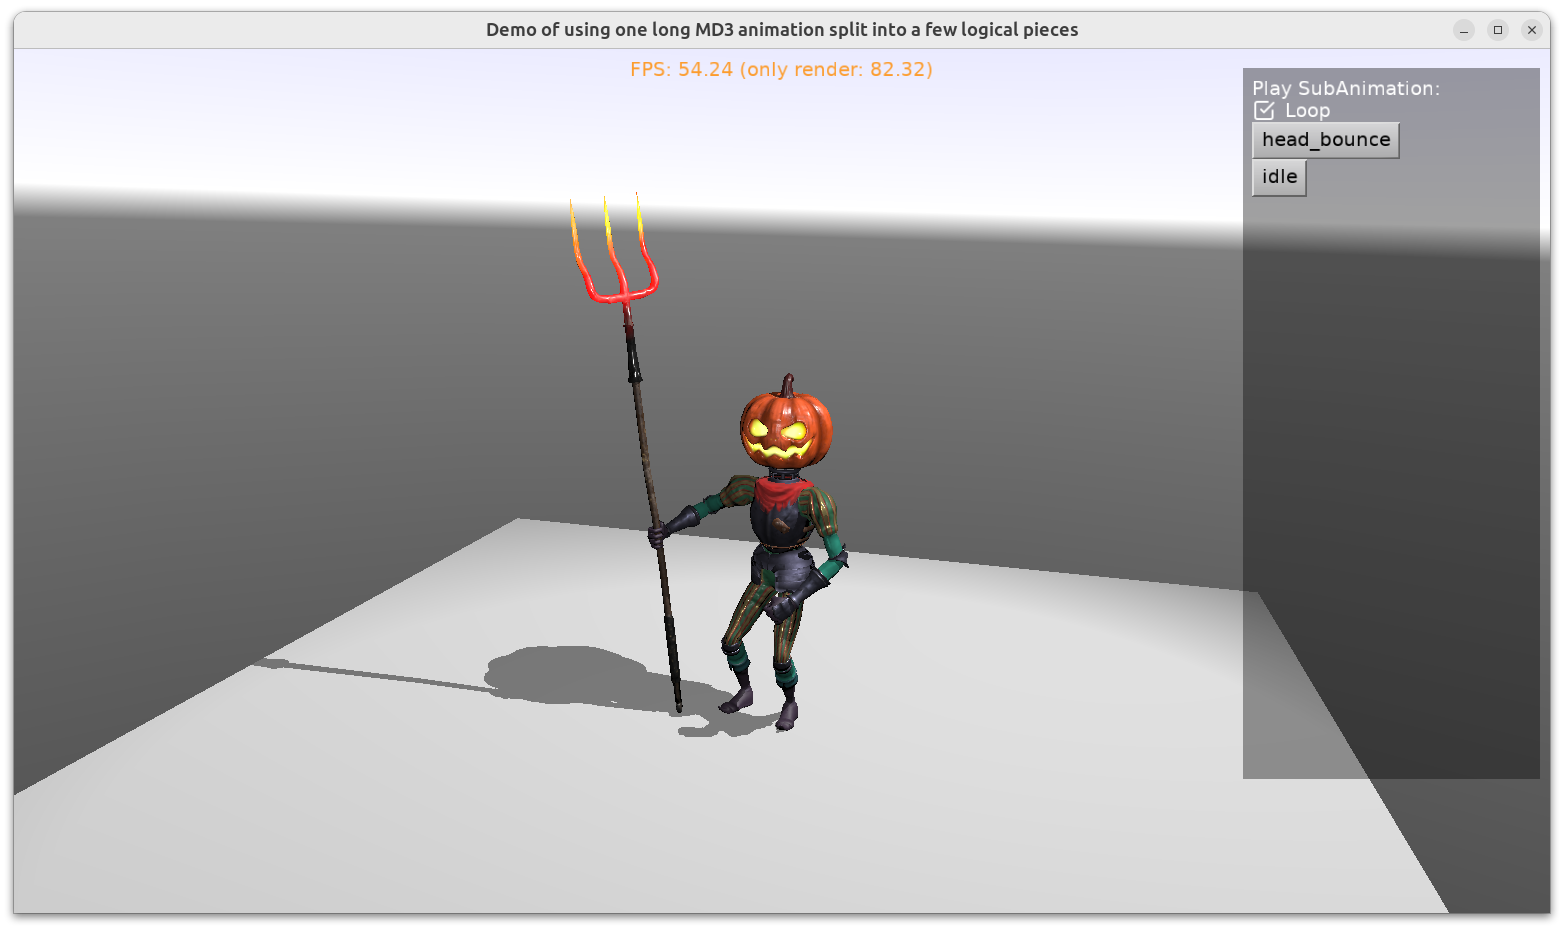 Demo of using one long MD3 animation split into a few logical pieces
FPS: 54.24 (only render: 82.32)
Play SubAnimation:
Loop
head_bounce
idle